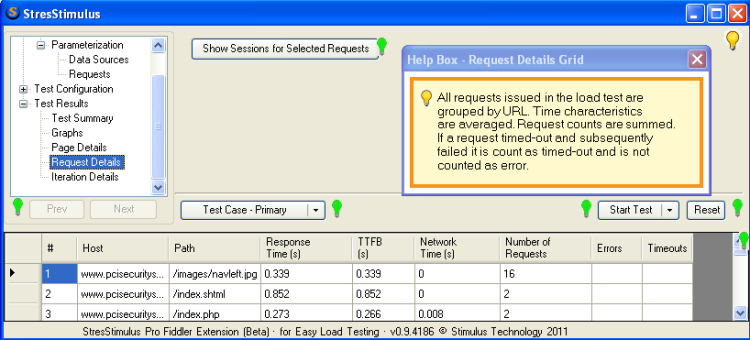 StresStimulus
Parameterization
Data Sources
Requests
Test Configuration
Test Results
Test Summary
Graphs
Page Details
Request Details
Iteration Details
Prev
Next
Show Sessions for Selected Requests
Help Box - Request Details Grid
All requests issued in the load test are
grouped by URL. Time characteristics
are averaged. Request counts are summed.
If a request timed-out and subsequently
failed it is count as timed-out and is not
counted as error.
Test Case - Primary
Start Test
Reset
# Host Path Response Time (s) TTFB (s) Network Time (s) Number of Requests Errors Timeouts
1 www.pcisecuritys... /images/navleft.jpg 0.339 0.339 0 16
2 www.pcisecuritys... /index.shtml 0.852 0.852 0 2
3 www.pcisecuritys... /index.php 0.273 0.266 0.008 2
StresStimulus Pro Fiddler Extension (Beta) · for Easy Load Testing · v0.9.4186 © Stimulus Technology 2011